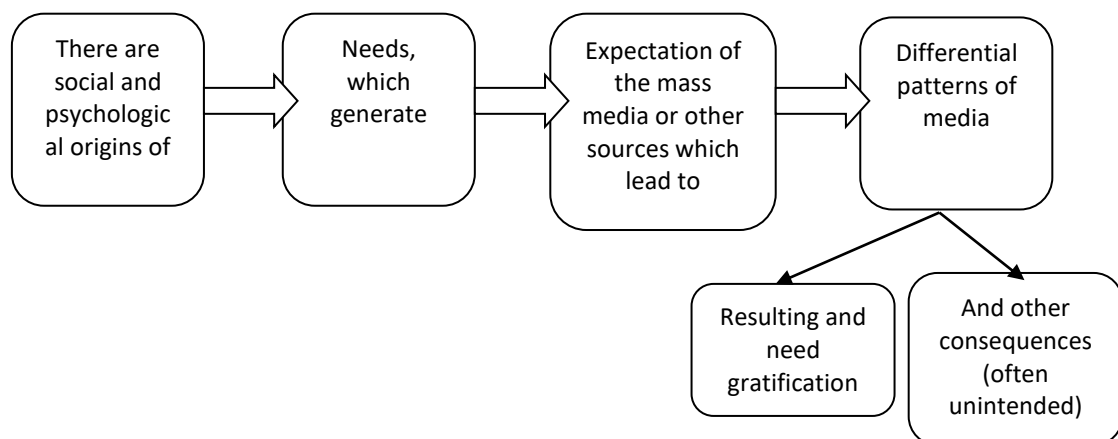 There are
social and
psychologic
al origins of
Needs,
which
generate
Expectation of
the mass
media or other
sources which
lead to
Differential
patterns of
media
Resulting and
need
gratification
And other
consequences
(often
unintended)